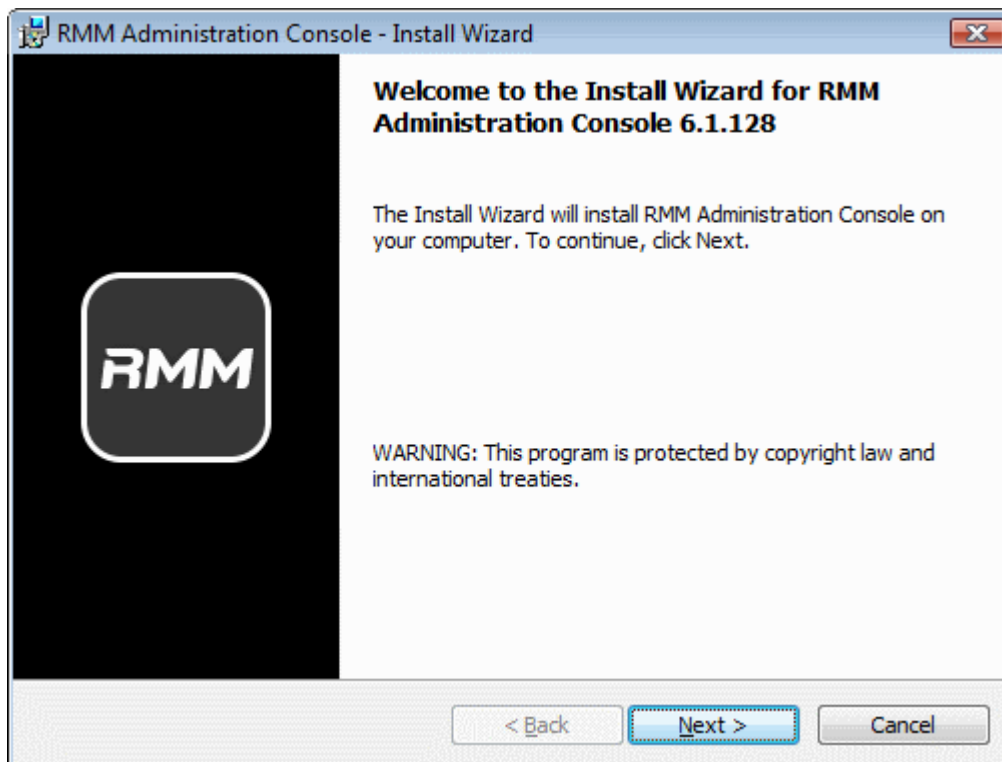 RMM Administration Console - Install Wizard
Welcome to the Install Wizard for RMM
Administration Console 6.1.128
The Install Wizard will install RMM Administration Console on
your computer. To continue, click Next.
RMM
WARNING: This program is protected by copyright law and
international treaties.
< Back
Next >
Cancel